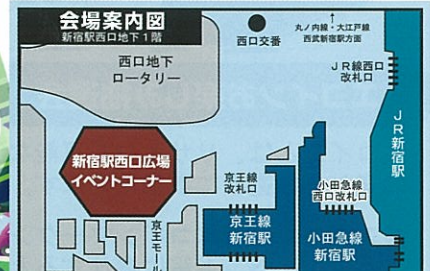 会場案内図
新宿駅西口地下1階
西口交番
丸ノ内線・大江戸線
西武新宿駅方面
西口地下
ロータリー
JR線西口
改札口
JR新宿駅
新宿駅西口広場
イベントコーナー
京王線
改札口
小田急線
西口改札口
京王モール
京王線
新宿駅
小田急線
新宿駅